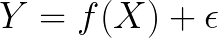 Y = f(X) + ϵ